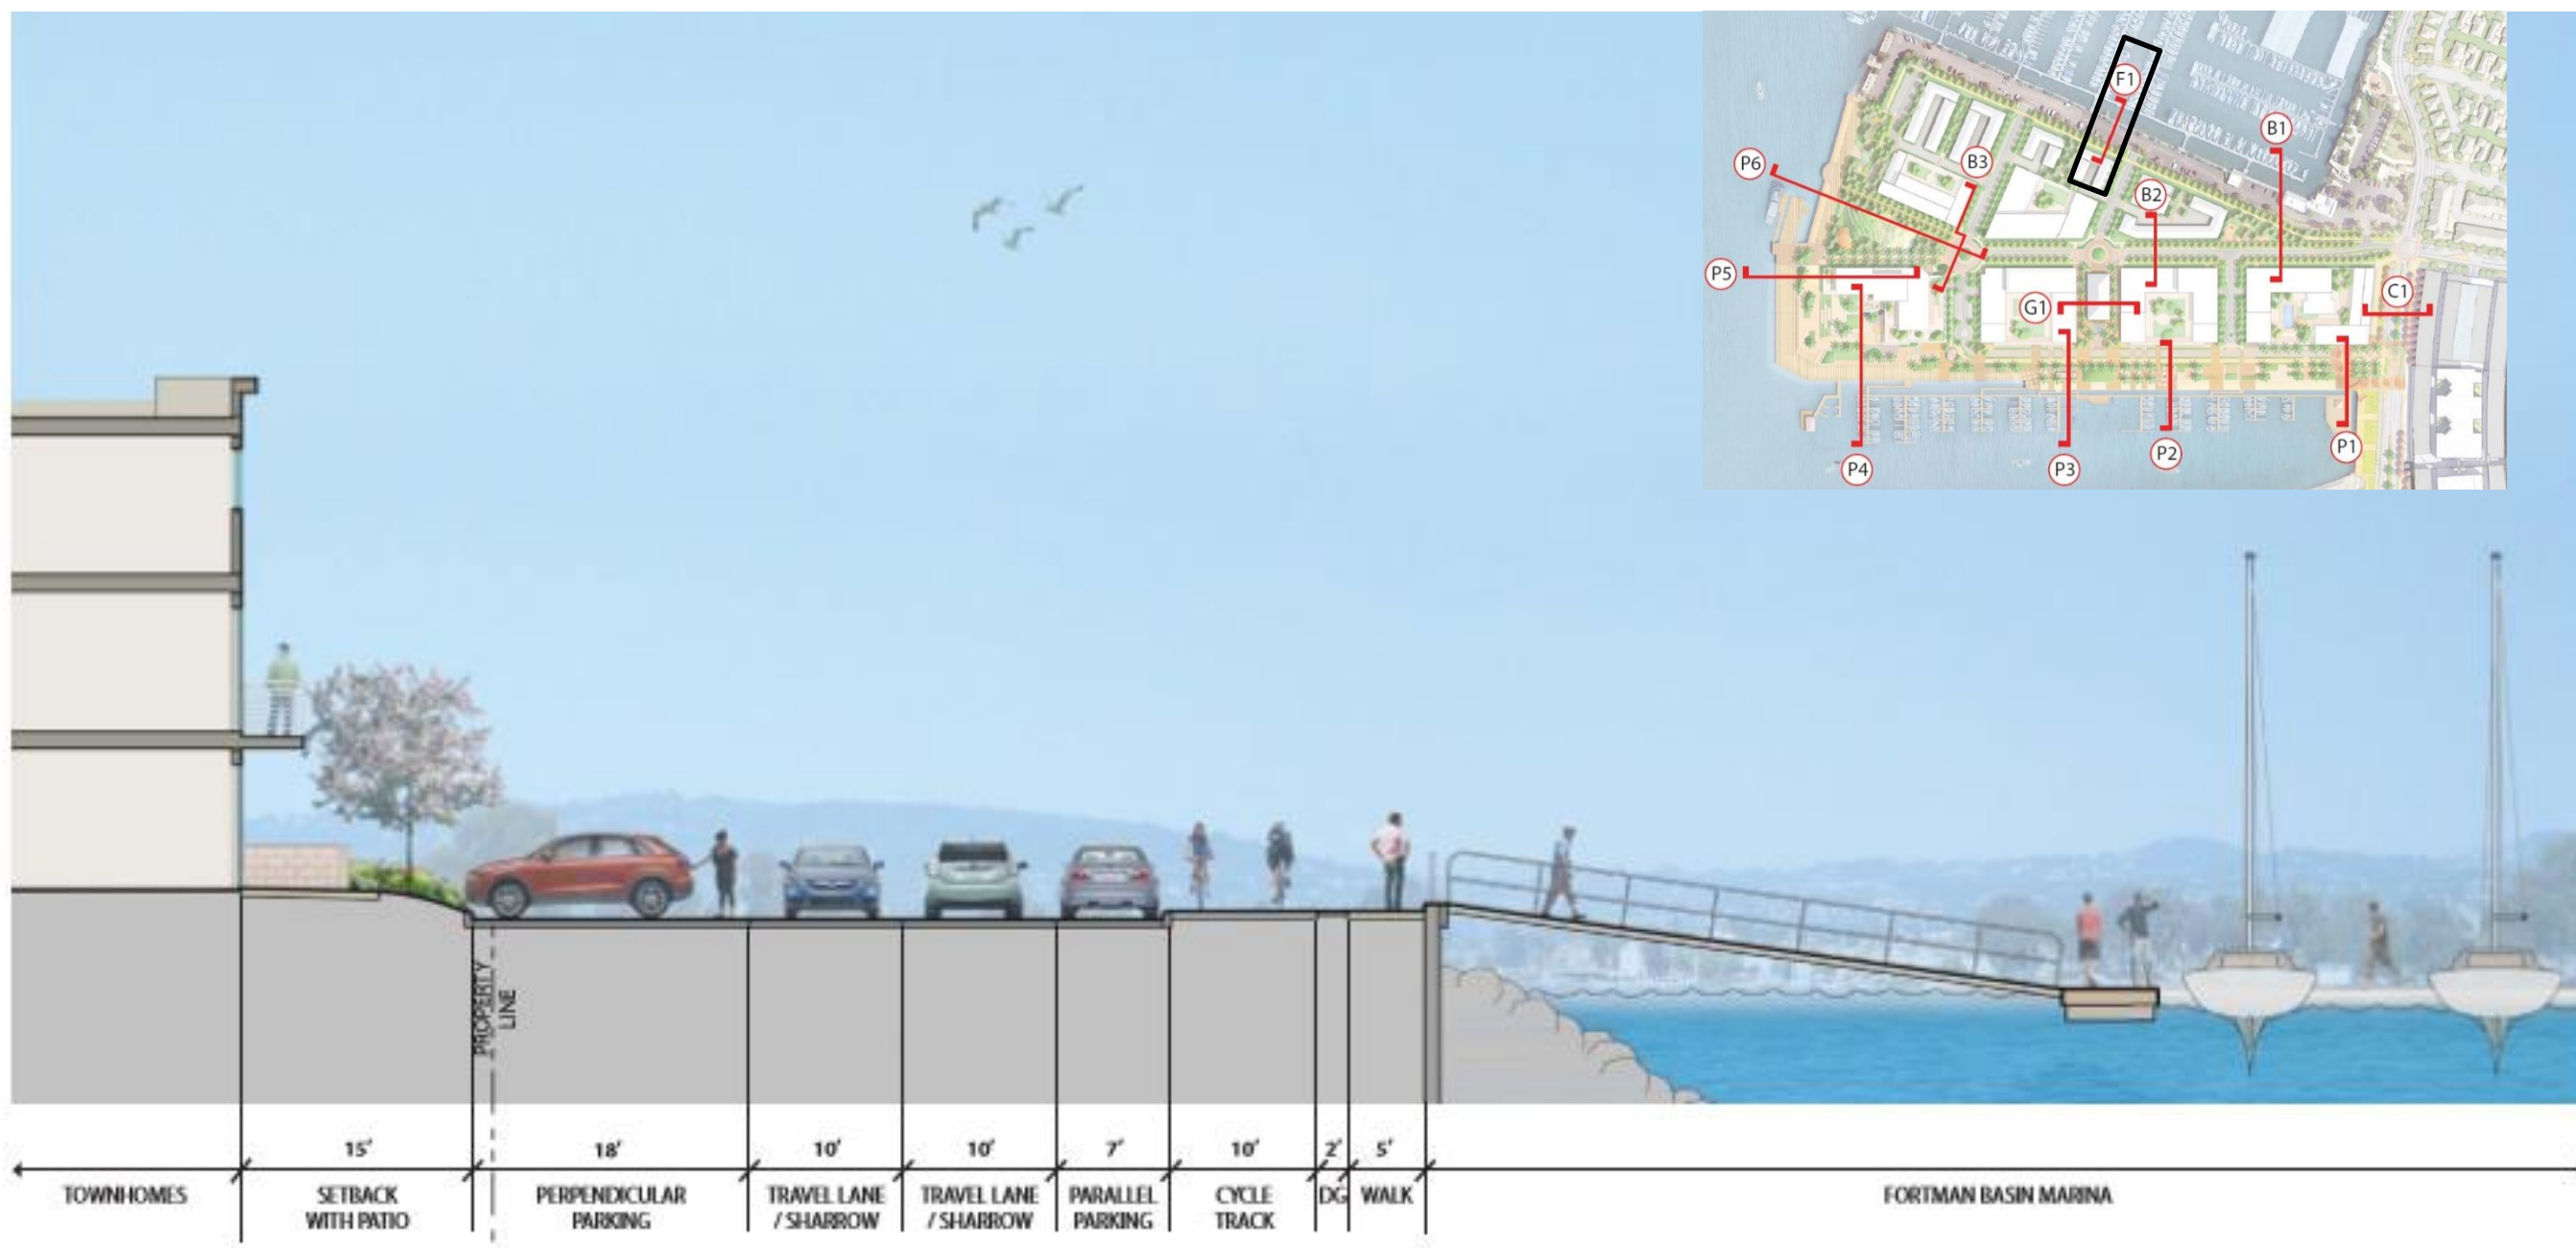 F1
B1
P6
B3
B2
P5
C1
G1
P4
P3
P2
P1
PROPERTY
LINE
15'
18'
10'
10'
7'
10'
2'
5'
TOWNHOMES
SETBACK
WITH PATIO
PERPENDICULAR
PARKING
TRAVEL LANE
/ SHARROW
TRAVEL LANE
/ SHARROW
PARALLEL
PARKING
CYCLE
TRACK
DG
WALK
FORTMAN BASIN MARINA